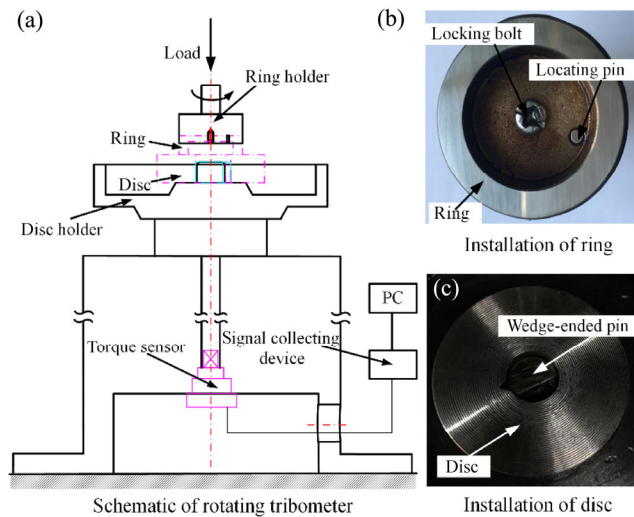 (a)
Load
Ring holder
Ring
Disc
Disc holder
PC
Signal collecting
device
Torque sensor
Schematic of rotating tribometer
(b)
Locking bolt
Locating pin
Ring
Installation of ring
(c)
Wedge-ended pin
Disc
Installation of disc